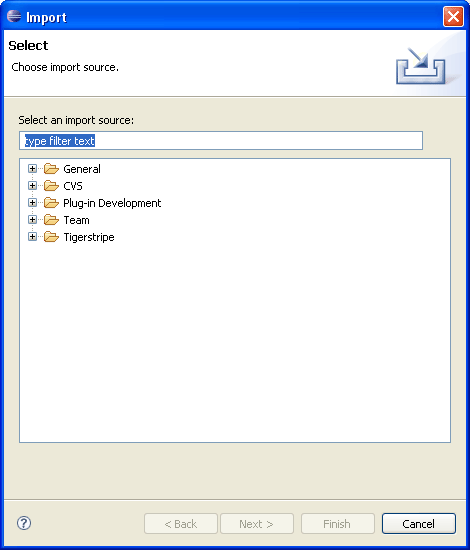 Import
Select
Choose import source.
Select an import source:
type filter text
General
CVS
Plug-in Development
Team
Tigerstripe
< Back
Next >
Finish
Cancel